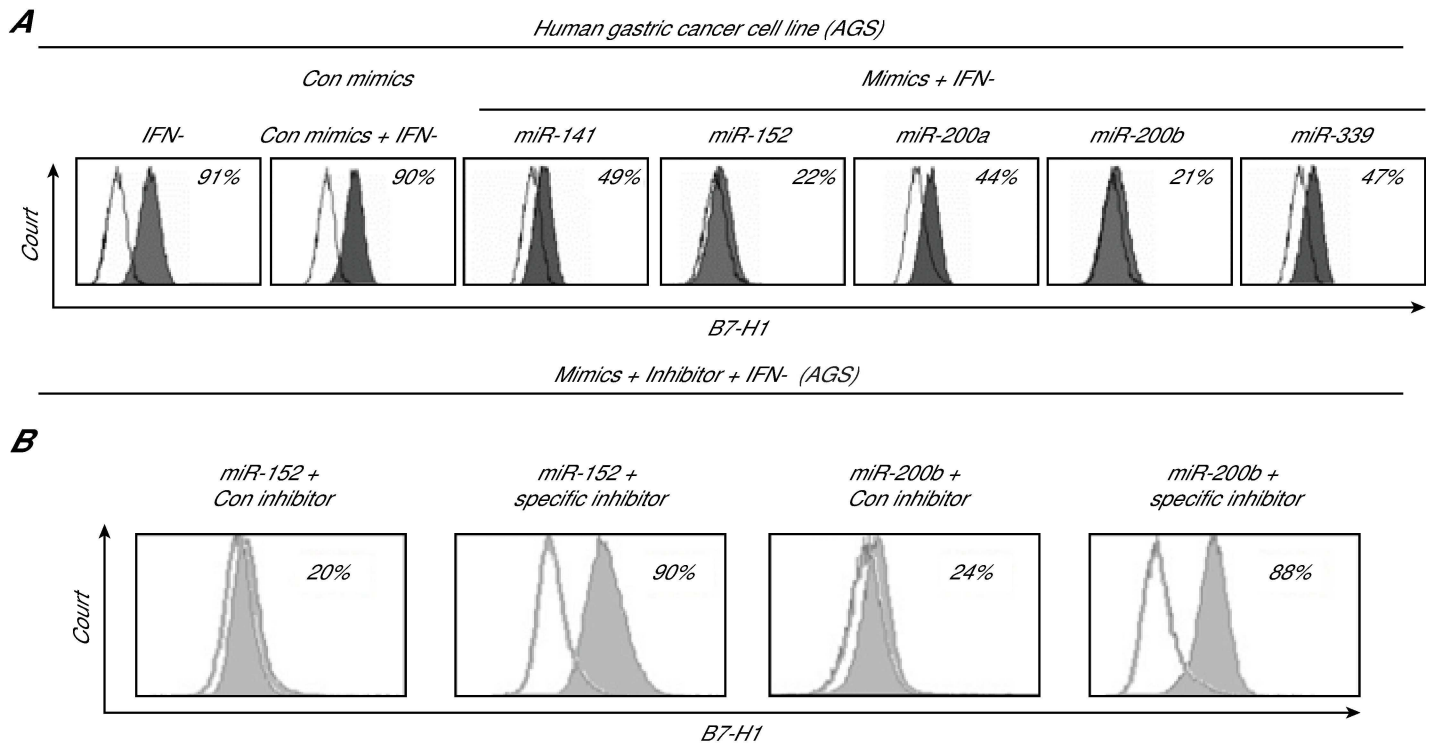 A
Human gastric cancer cell line (AGS)
Con mimics
Mimics + IFN-
IFN-
Con mimics + IFN-
miR-141
miR-152
miR-200a
miR-200b
miR-339
91%
90%
49%
22%
44%
21%
47%
Court
B7-H1
Mimics + Inhibitor + IFN- (AGS)
B
miR-152 +
Con inhibitor
miR-152 +
specific inhibitor
miR-200b +
Con inhibitor
miR-200b +
specific inhibitor
20%
90%
24%
88%
Court
B7-H1